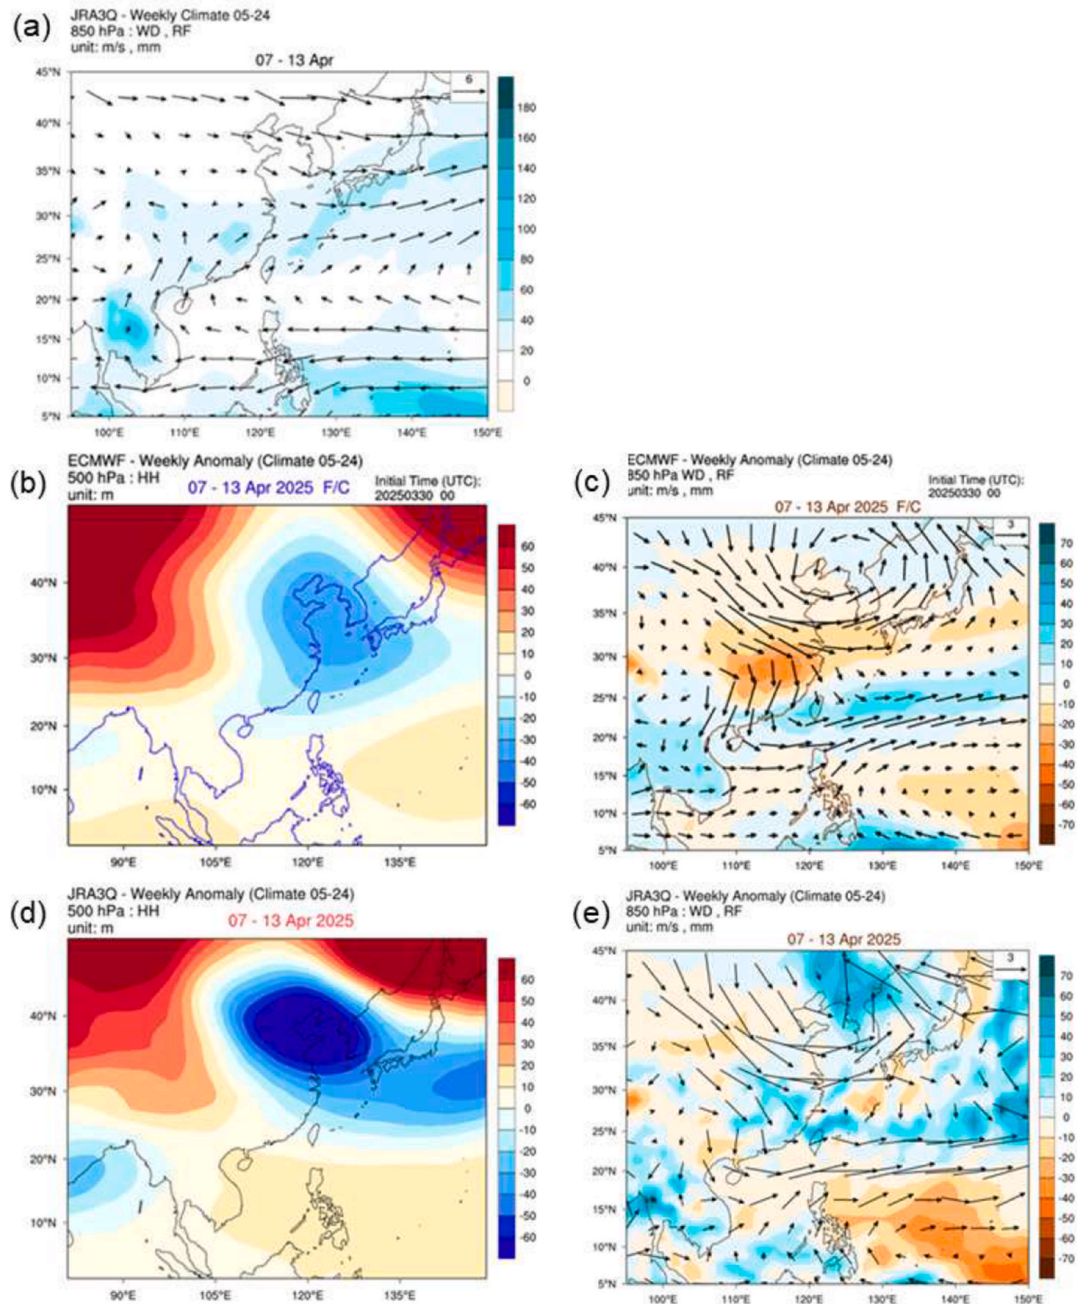 (a)
JRA3Q - Weekly Climate 05-24
850 hPa : WD , RF
unit: m/s , mm
07 - 13 Apr
6
45°N
40°N
35°N
30°N
25°N
20°N
15°N
10°N
5°N
100°E 110°E 120°E 130°E 140°E 150°E
180
160
140
120
100
80
60
40
20
0
(b)
ECMWF - Weekly Anomaly (Climate 05-24)
500 hPa : HH
unit: m
07 - 13 Apr 2025 F/C
Initial Time (UTC):
20250330 00
40°N
30°N
20°N
10°N
90°E 105°E 120°E 135°E
60
50
40
30
20
10
0
-10
-20
-30
-40
-50
-60
(c)
ECMWF - Weekly Anomaly (Climate 05-24)
850 hPa WD , RF
unit: m/s , mm
Initial Time (UTC):
20250330 00
07 - 13 Apr 2025 F/C
3
45°N
40°N
35°N
30°N
25°N
20°N
15°N
10°N
5°N
100°E 110°E 120°E 130°E 140°E 150°E
70
60
50
40
30
20
10
0
-10
-20
-30
-40
-50
-60
-70
(d)
JRA3Q - Weekly Anomaly (Climate 05-24)
500 hPa : HH
unit: m
07 - 13 Apr 2025
40°N
30°N
20°N
10°N
90°E 105°E 120°E 135°E
60
50
40
30
20
10
0
-10
-20
-30
-40
-50
-60
(e)
JRA3Q - Weekly Anomaly (Climate 05-24)
850 hPa : WD , RF
unit: m/s , mm
07 - 13 Apr 2025
3
45°N
40°N
35°N
30°N
25°N
20°N
15°N
10°N
5°N
100°E 110°E 120°E 130°E 140°E 150°E
70
60
50
40
30
20
10
0
-10
-20
-30
-40
-50
-60
-70